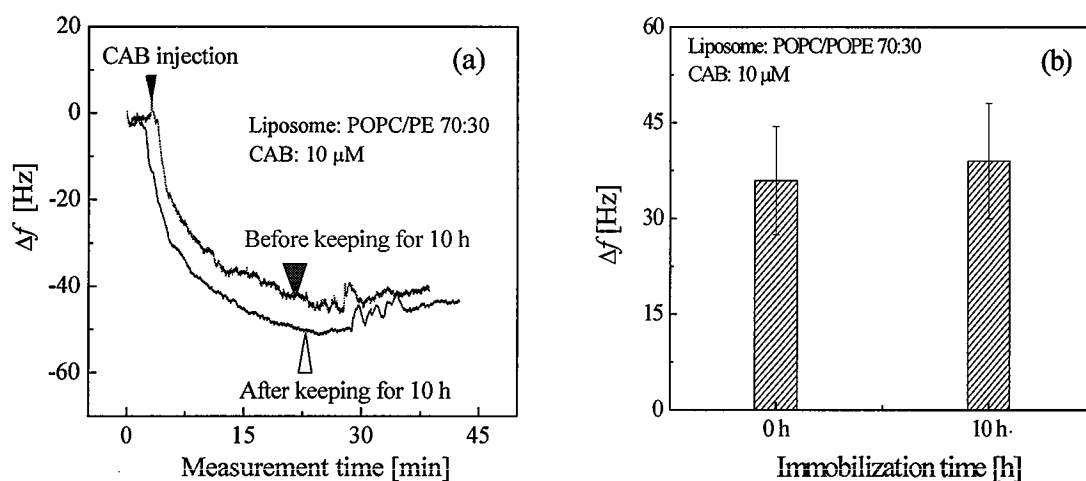 20
0
-20
-40
-60
Δf [Hz]
CAB injection
(a)
Liposome: POPC/PE 70:30
CAB: 10 µM
Before keeping for 10 h
After keeping for 10 h
0
15
30
45
Measurement time [min]
60
45
30
15
0
Δf [Hz]
Liposome: POPC/POPE 70:30
CAB: 10 µM
(b)
0 h
10 h
Immobilization time [h]